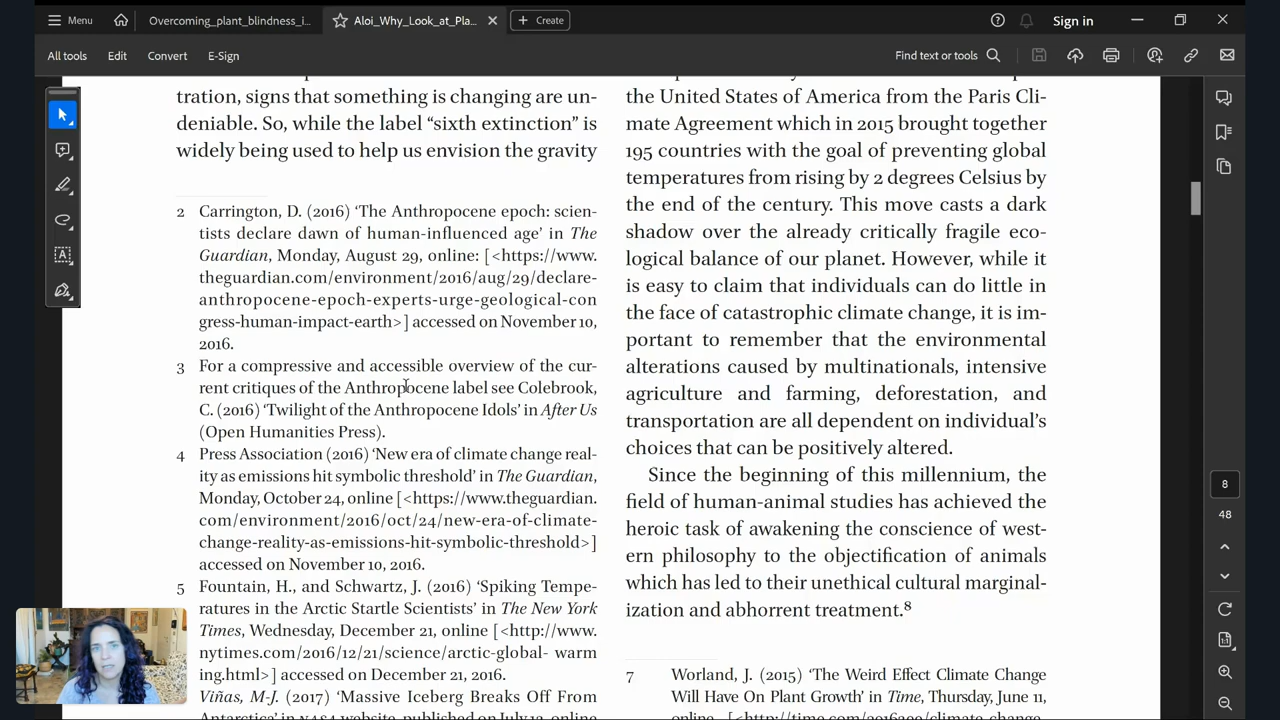 Menu
Overcoming_plant_blindness_i...
Aloi_Why_Look_at_Pla...
Create
Sign in
All tools
Edit
Convert
E-Sign
Find text or tools
tration, signs that something is changing are un-
deniable. So, while the label “sixth extinction” is
widely being used to help us envision the gravity
2 Carrington, D. (2016) ‘The Anthropocene epoch: scien-
tists declare dawn of human-influenced age’ in The
Guardian, Monday, August 29, online: [<https://www.
theguardian.com/environment/2016/aug/29/declare-
anthropocene-epoch-experts-urge-geological-con
gress-human-impact-earth>] accessed on November 10,
2016.
3 For a compressive and accessible overview of the cur-
rent critiques of the Anthropocene label see Colebrook,
C. (2016) ‘Twilight of the Anthropocene Idols’ in After Us
(Open Humanities Press).
4 Press Association (2016) ‘New era of climate change real-
ity as emissions hit symbolic threshold’ in The Guardian,
Monday, October 24, online [<https://www.theguardian.
com/environment/2016/oct/24/new-era-of-climate-
change-reality-as-emissions-hit-symbolic-threshold>]
accessed on November 10, 2016.
5 Fountain, H., and Schwartz, J. (2016) ‘Spiking Tempe-
ratures in the Arctic Startle Scientists’ in The New York
Times, Wednesday, December 21, online [<http://www.
nytimes.com/2016/12/21/science/arctic-global- warm
ing.html>] accessed on December 21, 2016.
Viñas, M-J. (2017) ‘Massive Iceberg Breaks Off From
Antarctica’ in NASA website, published on July 12, online
the United States of America from the Paris Cli-
mate Agreement which in 2015 brought together
195 countries with the goal of preventing global
temperatures from rising by 2 degrees Celsius by
the end of the century. This move casts a dark
shadow over the already critically fragile eco-
logical balance of our planet. However, while it
is easy to claim that individuals can do little in
the face of catastrophic climate change, it is im-
portant to remember that the environmental
alterations caused by multinationals, intensive
agriculture and farming, deforestation, and
transportation are all dependent on individual’s
choices that can be positively altered.
Since the beginning of this millennium, the
field of human-animal studies has achieved the
heroic task of awakening the conscience of west-
ern philosophy to the objectification of animals
which has led to their unethical cultural marginal-
ization and abhorrent treatment.8
7 Worland, J. (2015) ‘The Weird Effect Climate Change
Will Have On Plant Growth’ in Time, Thursday, June 11,
online [<http://time.com/3916200/climate-change-
8
48